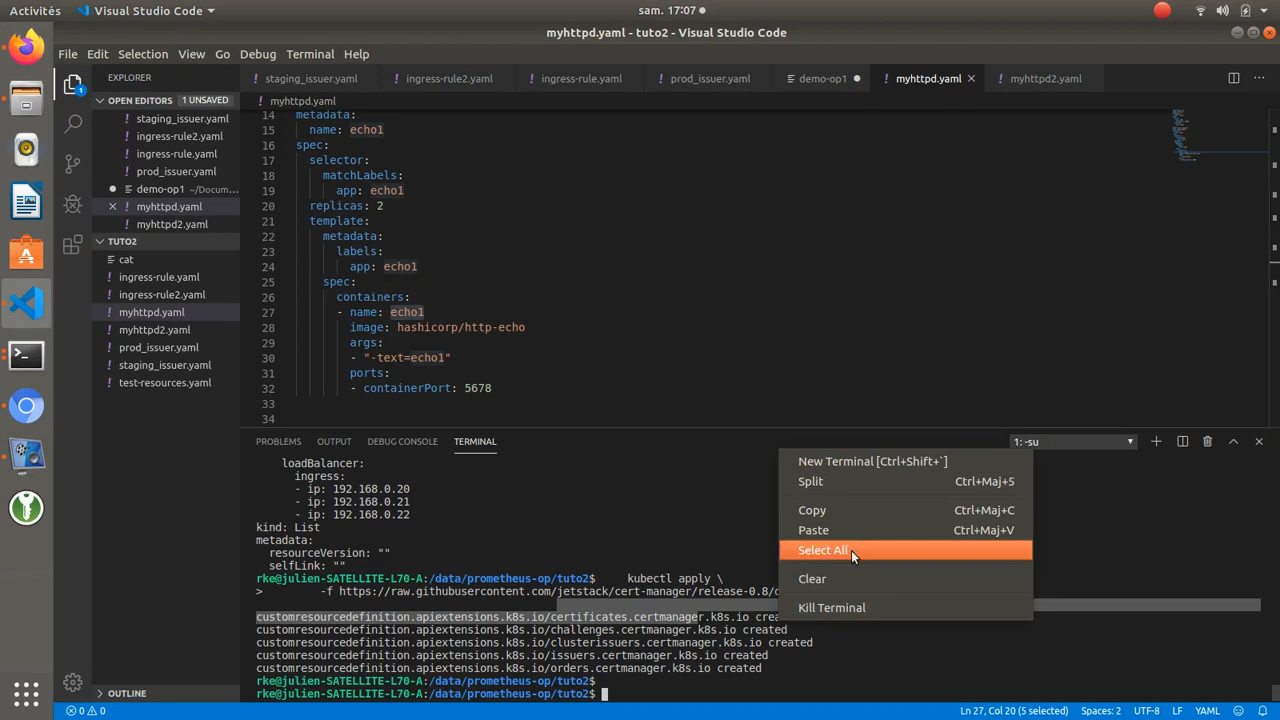 Activités
Visual Studio Code
sam. 17:07
myhttpd.yaml - tuto2 - Visual Studio Code
File Edit Selection View Go Debug Terminal Help
EXPLORER
staging_issuer.yaml
ingress-rule2.yaml
ingress-rule.yaml
prod_issuer.yaml
demo-op1
myhttpd.yaml
myhttpd2.yaml
OPEN EDITORS 1 UNSAVED
staging_issuer.yaml
ingress-rule2.yaml
ingress-rule.yaml
prod_issuer.yaml
demo-op1 ~/Docum...
myhttpd.yaml
myhttpd2.yaml
TUTO2
cat
ingress-rule.yaml
ingress-rule2.yaml
myhttpd.yaml
myhttpd2.yaml
prod_issuer.yaml
staging_issuer.yaml
test-resources.yaml
OUTLINE
myhttpd.yaml
14 metadata:
15 name: echo1
16 spec:
17 selector:
18 matchLabels:
19 app: echo1
20 replicas: 2
21 template:
22 metadata:
23 labels:
24 app: echo1
25 spec:
26 containers:
27 - name: echo1
28 image: hashicorp/http-echo
29 args:
30 - "-text=echo1"
31 ports:
32 - containerPort: 5678
33
34
PROBLEMS OUTPUT DEBUG CONSOLE TERMINAL
1: -su
loadBalancer:
ingress:
- ip: 192.168.0.20
- ip: 192.168.0.21
- ip: 192.168.0.22
kind: List
metadata:
resourceVersion: ""
selfLink: ""
rke@julien-SATELLITE-L70-A:/data/prometheus-op/tuto2$ kubectl apply \
> -f https://raw.githubusercontent.com/jetstack/cert-manager/release-0.8/d
customresourcedefinition.apiextensions.k8s.io/certificates.certmanager.k8s.io crea
customresourcedefinition.apiextensions.k8s.io/challenges.certmanager.k8s.io created
customresourcedefinition.apiextensions.k8s.io/clusterissuers.certmanager.k8s.io created
customresourcedefinition.apiextensions.k8s.io/issuers.certmanager.k8s.io created
customresourcedefinition.apiextensions.k8s.io/orders.certmanager.k8s.io created
rke@julien-SATELLITE-L70-A:/data/prometheus-op/tuto2$
rke@julien-SATELLITE-L70-A:/data/prometheus-op/tuto2$
New Terminal [Ctrl+Shift+`]
Split Ctrl+Maj+5
Copy Ctrl+Maj+C
Paste Ctrl+Maj+V
Select All
Clear
Kill Terminal
0 0
Ln 27, Col 20 (5 selected) Spaces: 2 UTF-8 LF YAML
1